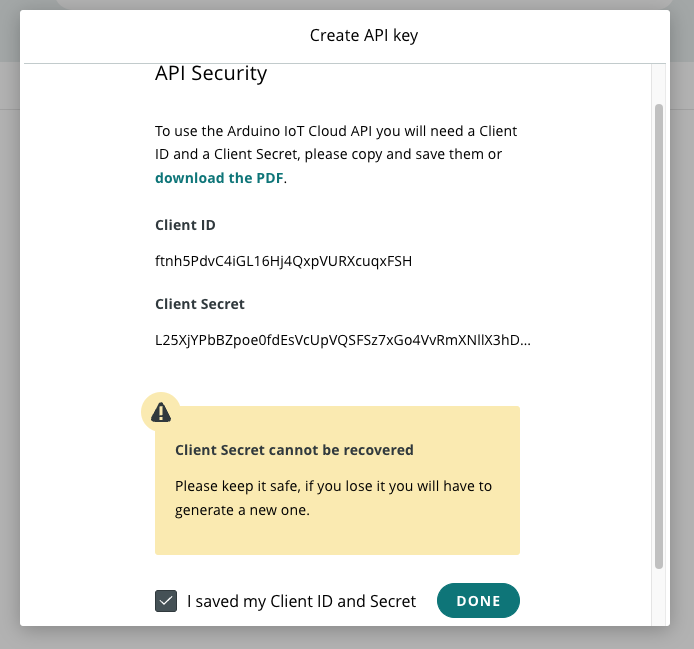 Create API key
API Security
To use the Arduino IoT Cloud API you will need a Client
ID and a Client Secret, please copy and save them or
download the PDF.
Client ID
ftnh5PdvC4iGL16Hj4QxpVURXcuqxFSH
Client Secret
L25XjYPbBZpoe0fdEsVcUpVQSFSz7xGo4VvRmXNllX3hD...
Client Secret cannot be recovered
Please keep it safe, if you lose it you will have to
generate a new one.
I saved my Client ID and Secret
DONE